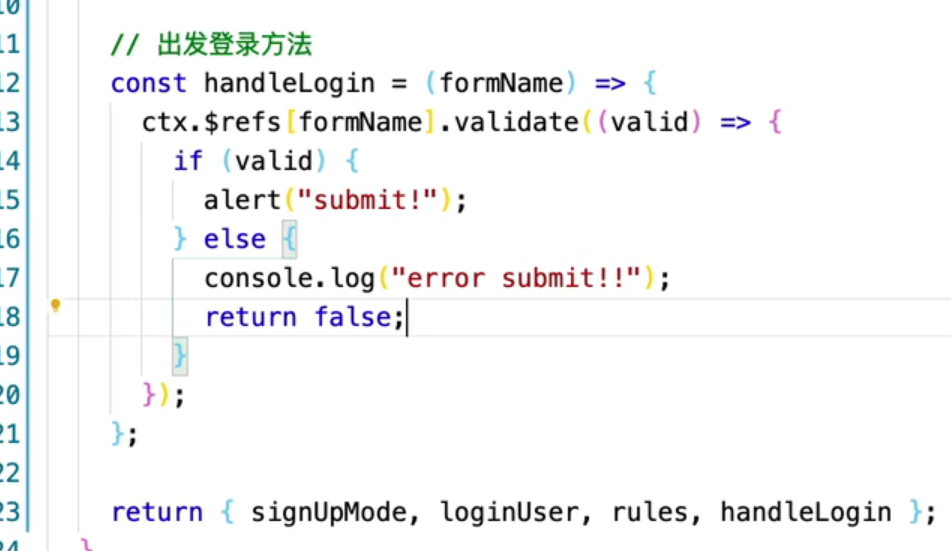 10
11 // 出发登录方法
12 const handleLogin = (formName) => {
13 ctx.$refs[formName].validate((valid) => {
14 if (valid) {
15 alert("submit!");
16 } else {
17 console.log("error submit!!");
18 return false;
19 }
20 });
21 };
22
23 return { signUpMode, loginUser, rules, handleLogin };
24 }